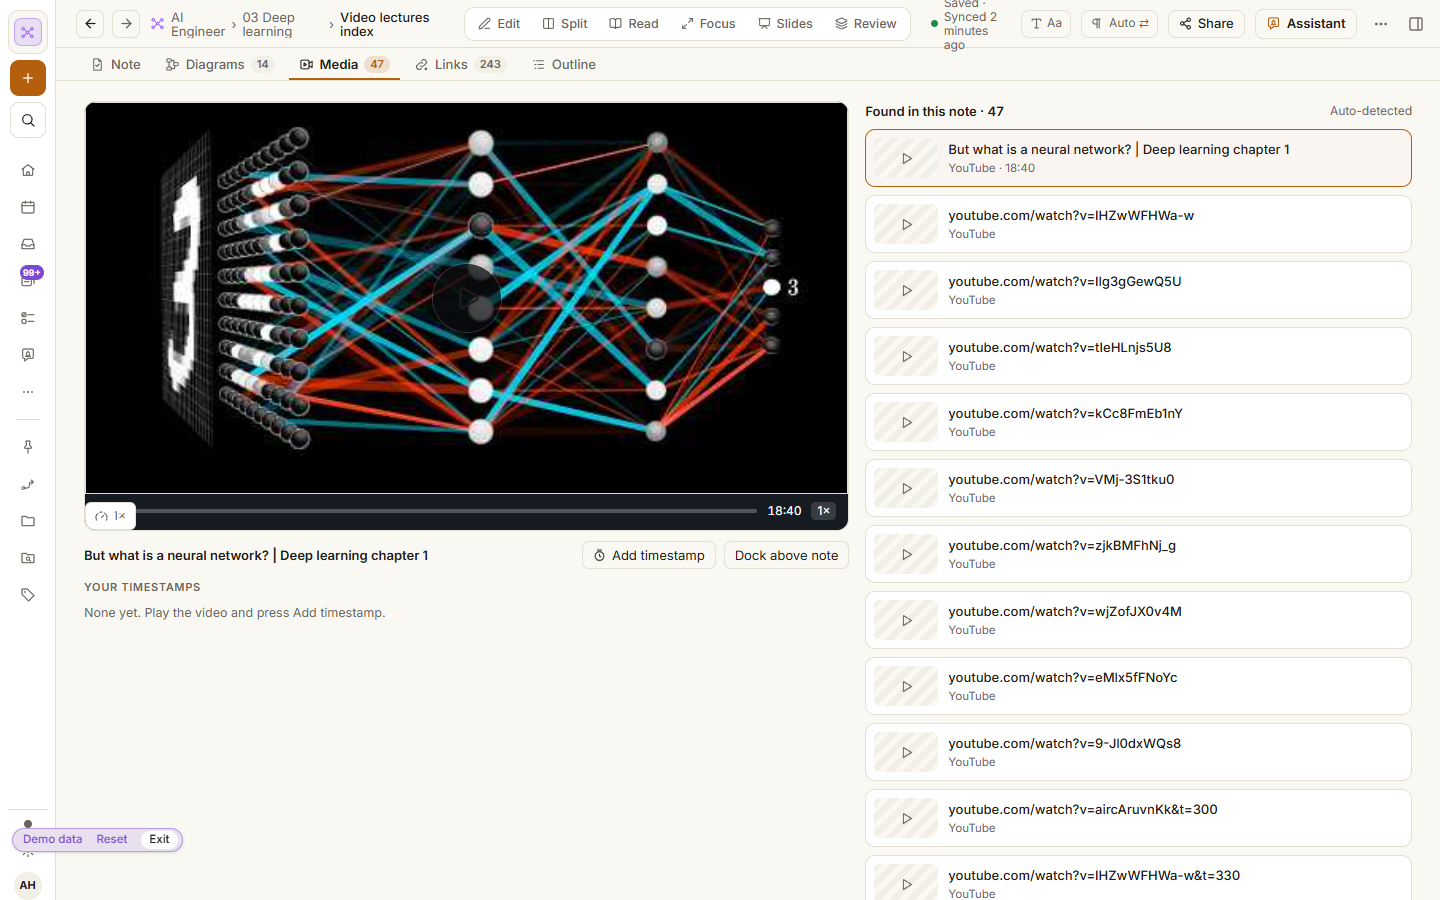 AI Engineer › 03 Deep learning › Video lectures index
Edit Split Read Focus Slides Review
Saved · Synced 2 minutes ago
Aa
Auto
Share
Assistant
Note
Diagrams 14
Media 47
Links 243
Outline
99+
3
18:40 1×
1×
But what is a neural network? | Deep learning chapter 1
Add timestamp
Dock above note
YOUR TIMESTAMPS
None yet. Play the video and press Add timestamp.
Found in this note · 47
Auto-detected
But what is a neural network? | Deep learning chapter 1
YouTube · 18:40
youtube.com/watch?v=IHZwWFHWa-w
YouTube
youtube.com/watch?v=Ilg3gGewQ5U
YouTube
youtube.com/watch?v=tIeHLnjs5U8
YouTube
youtube.com/watch?v=kCc8FmEb1nY
YouTube
youtube.com/watch?v=VMj-3S1tku0
YouTube
youtube.com/watch?v=zjkBMFhNj_g
YouTube
youtube.com/watch?v=wjZofJX0v4M
YouTube
youtube.com/watch?v=eMlx5fFNoYc
YouTube
youtube.com/watch?v=9-Jl0dxWQs8
YouTube
youtube.com/watch?v=aircAruvnKk&t=300
YouTube
youtube.com/watch?v=IHZwWFHWa-w&t=330
YouTube
Demo data Reset Exit
AH